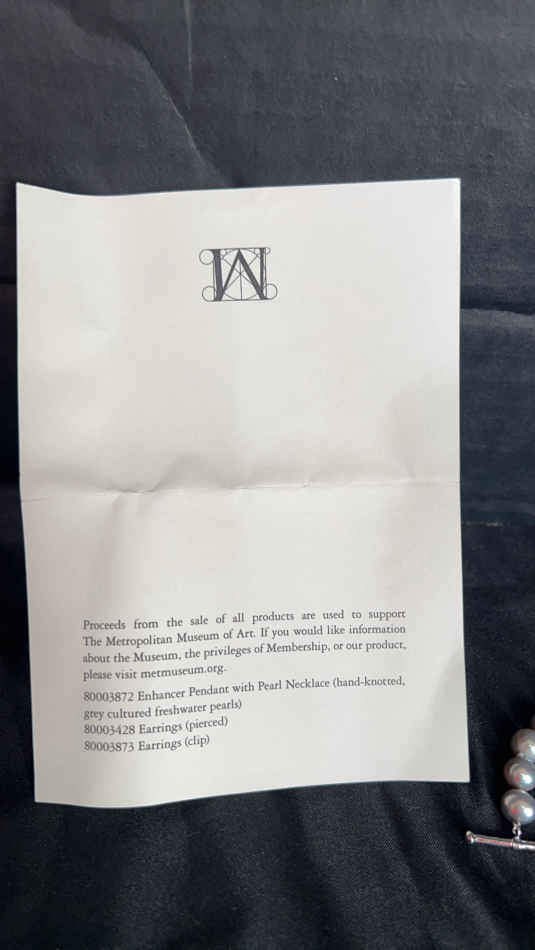 M
Proceeds from the sale of all products are used to support
The Metropolitan Museum of Art. If you would like information
about the Museum, the privileges of Membership, or our product,
please visit metmuseum.org.
80003872 Enhancer Pendant with Pearl Necklace (hand-knotted,
grey cultured freshwater pearls)
80003428 Earrings (pierced)
80003873 Earrings (clip)